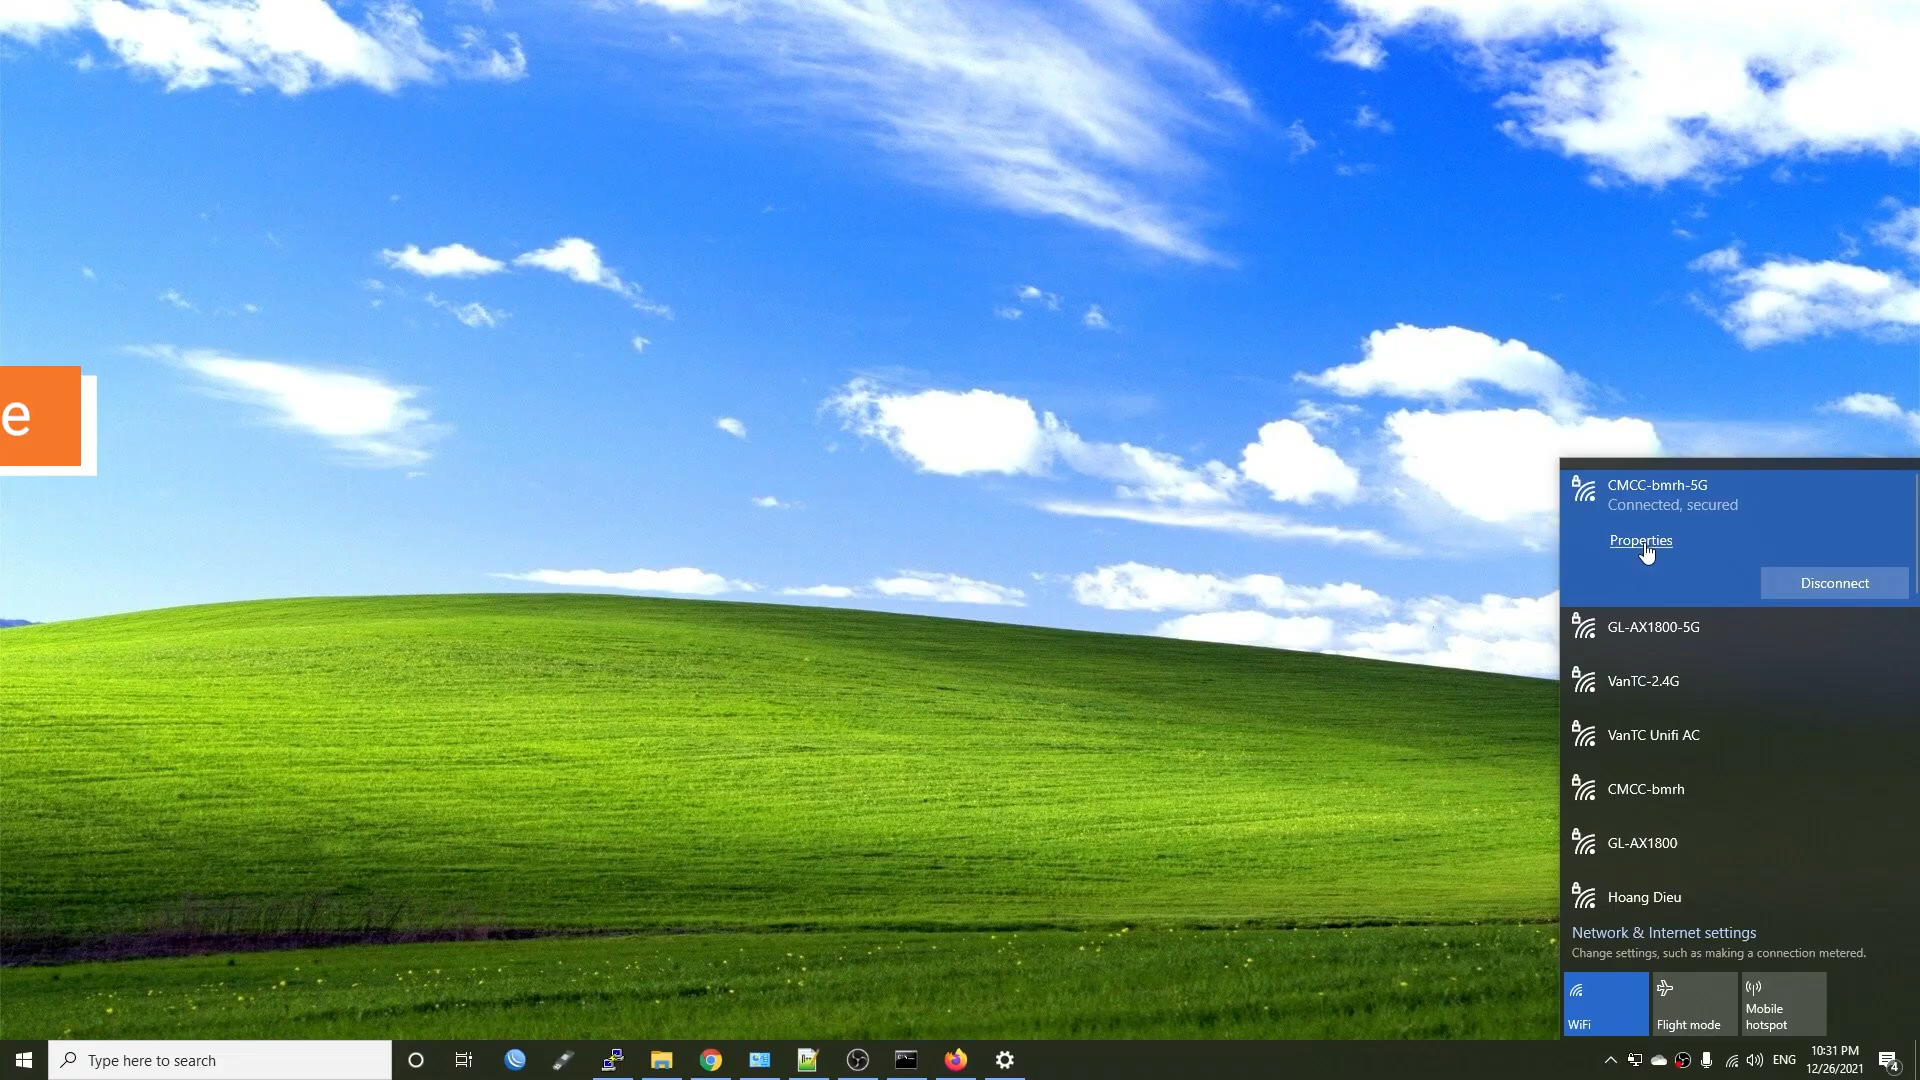 e
CMCC-bmrh-5G
Connected, secured
Properties
Disconnect
GL-AX1800-5G
VanTC-2.4G
VanTC Unifi AC
CMCC-bmrh
GL-AX1800
Hoang Dieu
Network & Internet settings
Change settings, such as making a connection metered.
WiFi
Flight mode
Mobile
hotspot
Type here to search
ENG
10:31 PM
12/26/2021
4